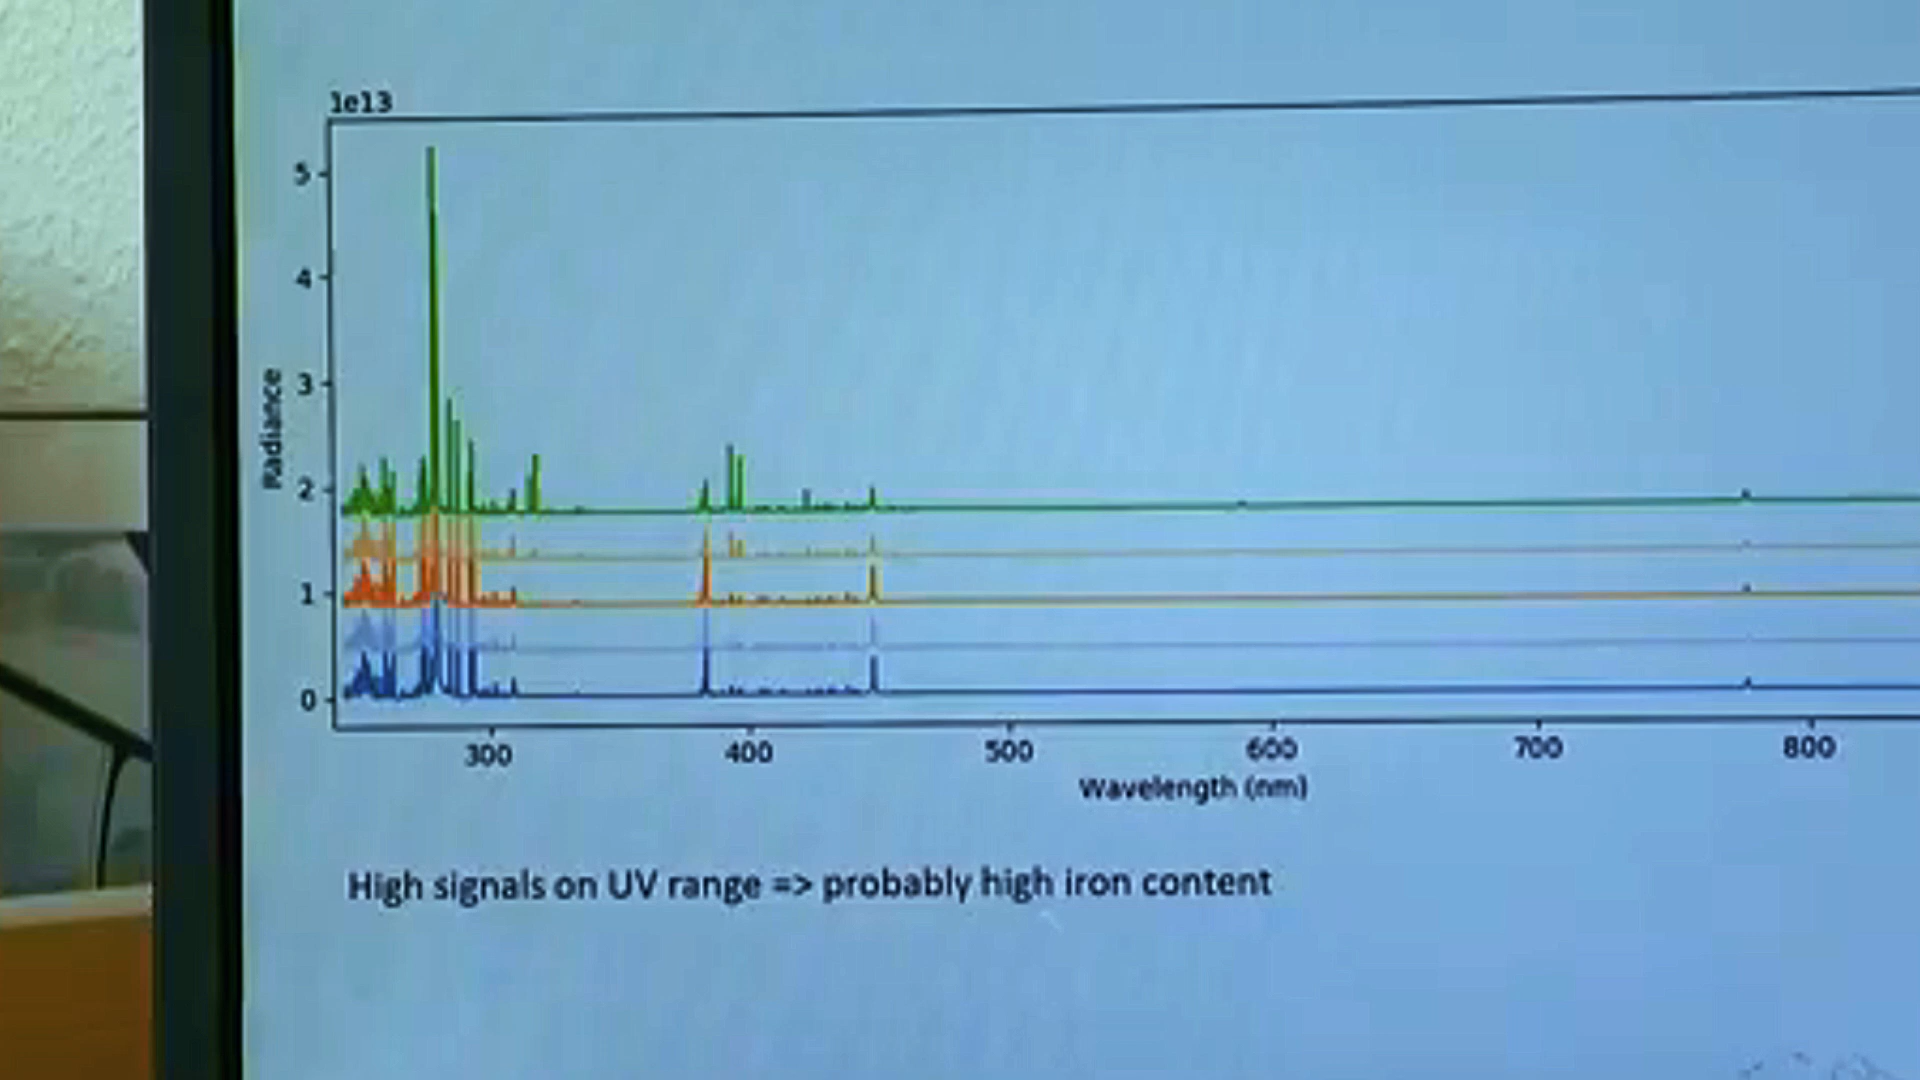 1e13
5
4
3
2
1
0
Radiance
300 400 500 600 700 800
Wavelength (nm)
High signals on UV range => probably high iron content